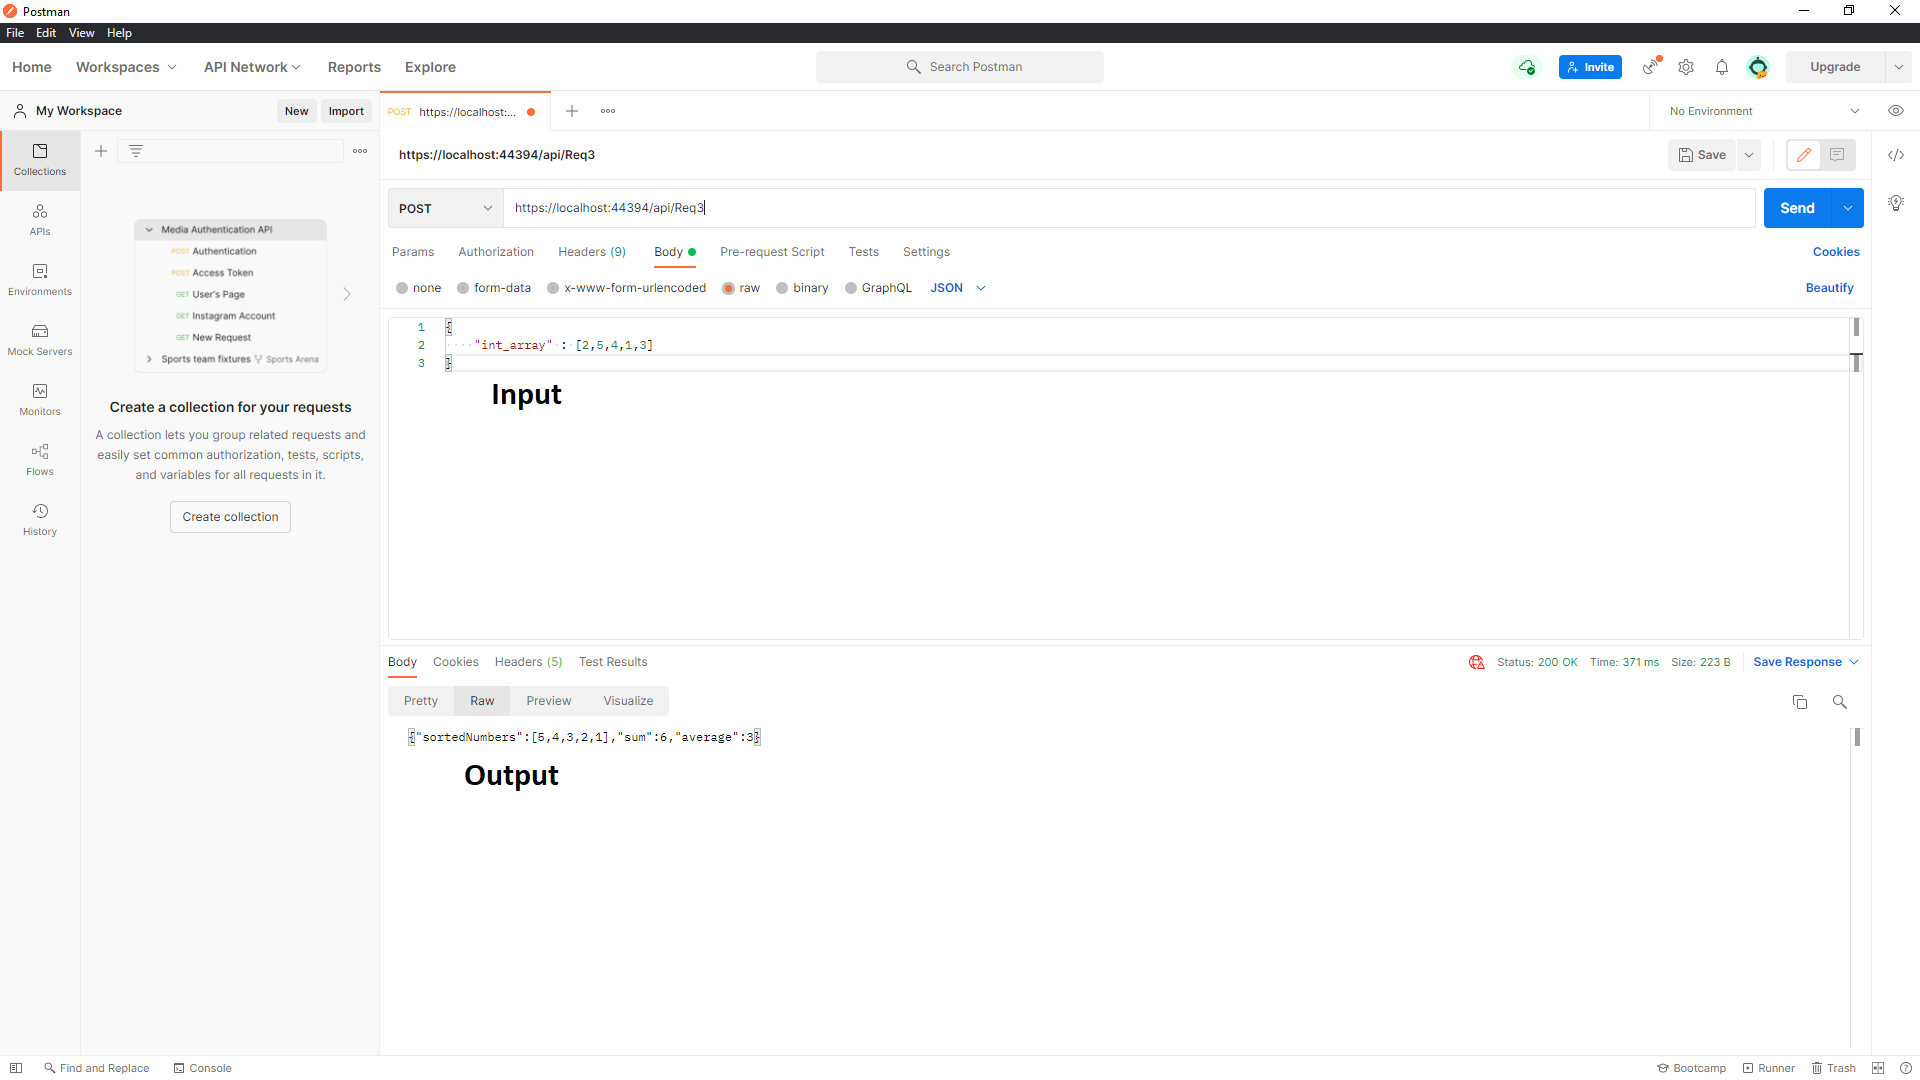 Postman
File Edit View Help
Home Workspaces API Network Reports Explore
Search Postman
Invite
Upgrade
My Workspace
New Import
POST https://localhost:...
No Environment
Collections
APIs
Environments
Mock Servers
Monitors
Flows
History
Media Authentication API
POST Authentication
POST Access Token
GET User's Page
GET Instagram Account
GET New Request
Sports team fixtures Sports Arena
Create a collection for your requests
A collection lets you group related requests and
easily set common authorization, tests, scripts,
and variables for all requests in it.
Create collection
https://localhost:44394/api/Req3
Save
POST https://localhost:44394/api/Req3
Send
Params Authorization Headers (9) Body Pre-request Script Tests Settings
Cookies
none form-data x-www-form-urlencoded raw binary GraphQL JSON
Beautify
1 {
2 "int_array" : [2,5,4,1,3]
3 }
Input
Body Cookies Headers (5) Test Results
Status: 200 OK Time: 371 ms Size: 223 B Save Response
Pretty Raw Preview Visualize
{"sortedNumbers":[5,4,3,2,1],"sum":6,"average":3}
Output
Find and Replace Console
Bootcamp Runner Trash